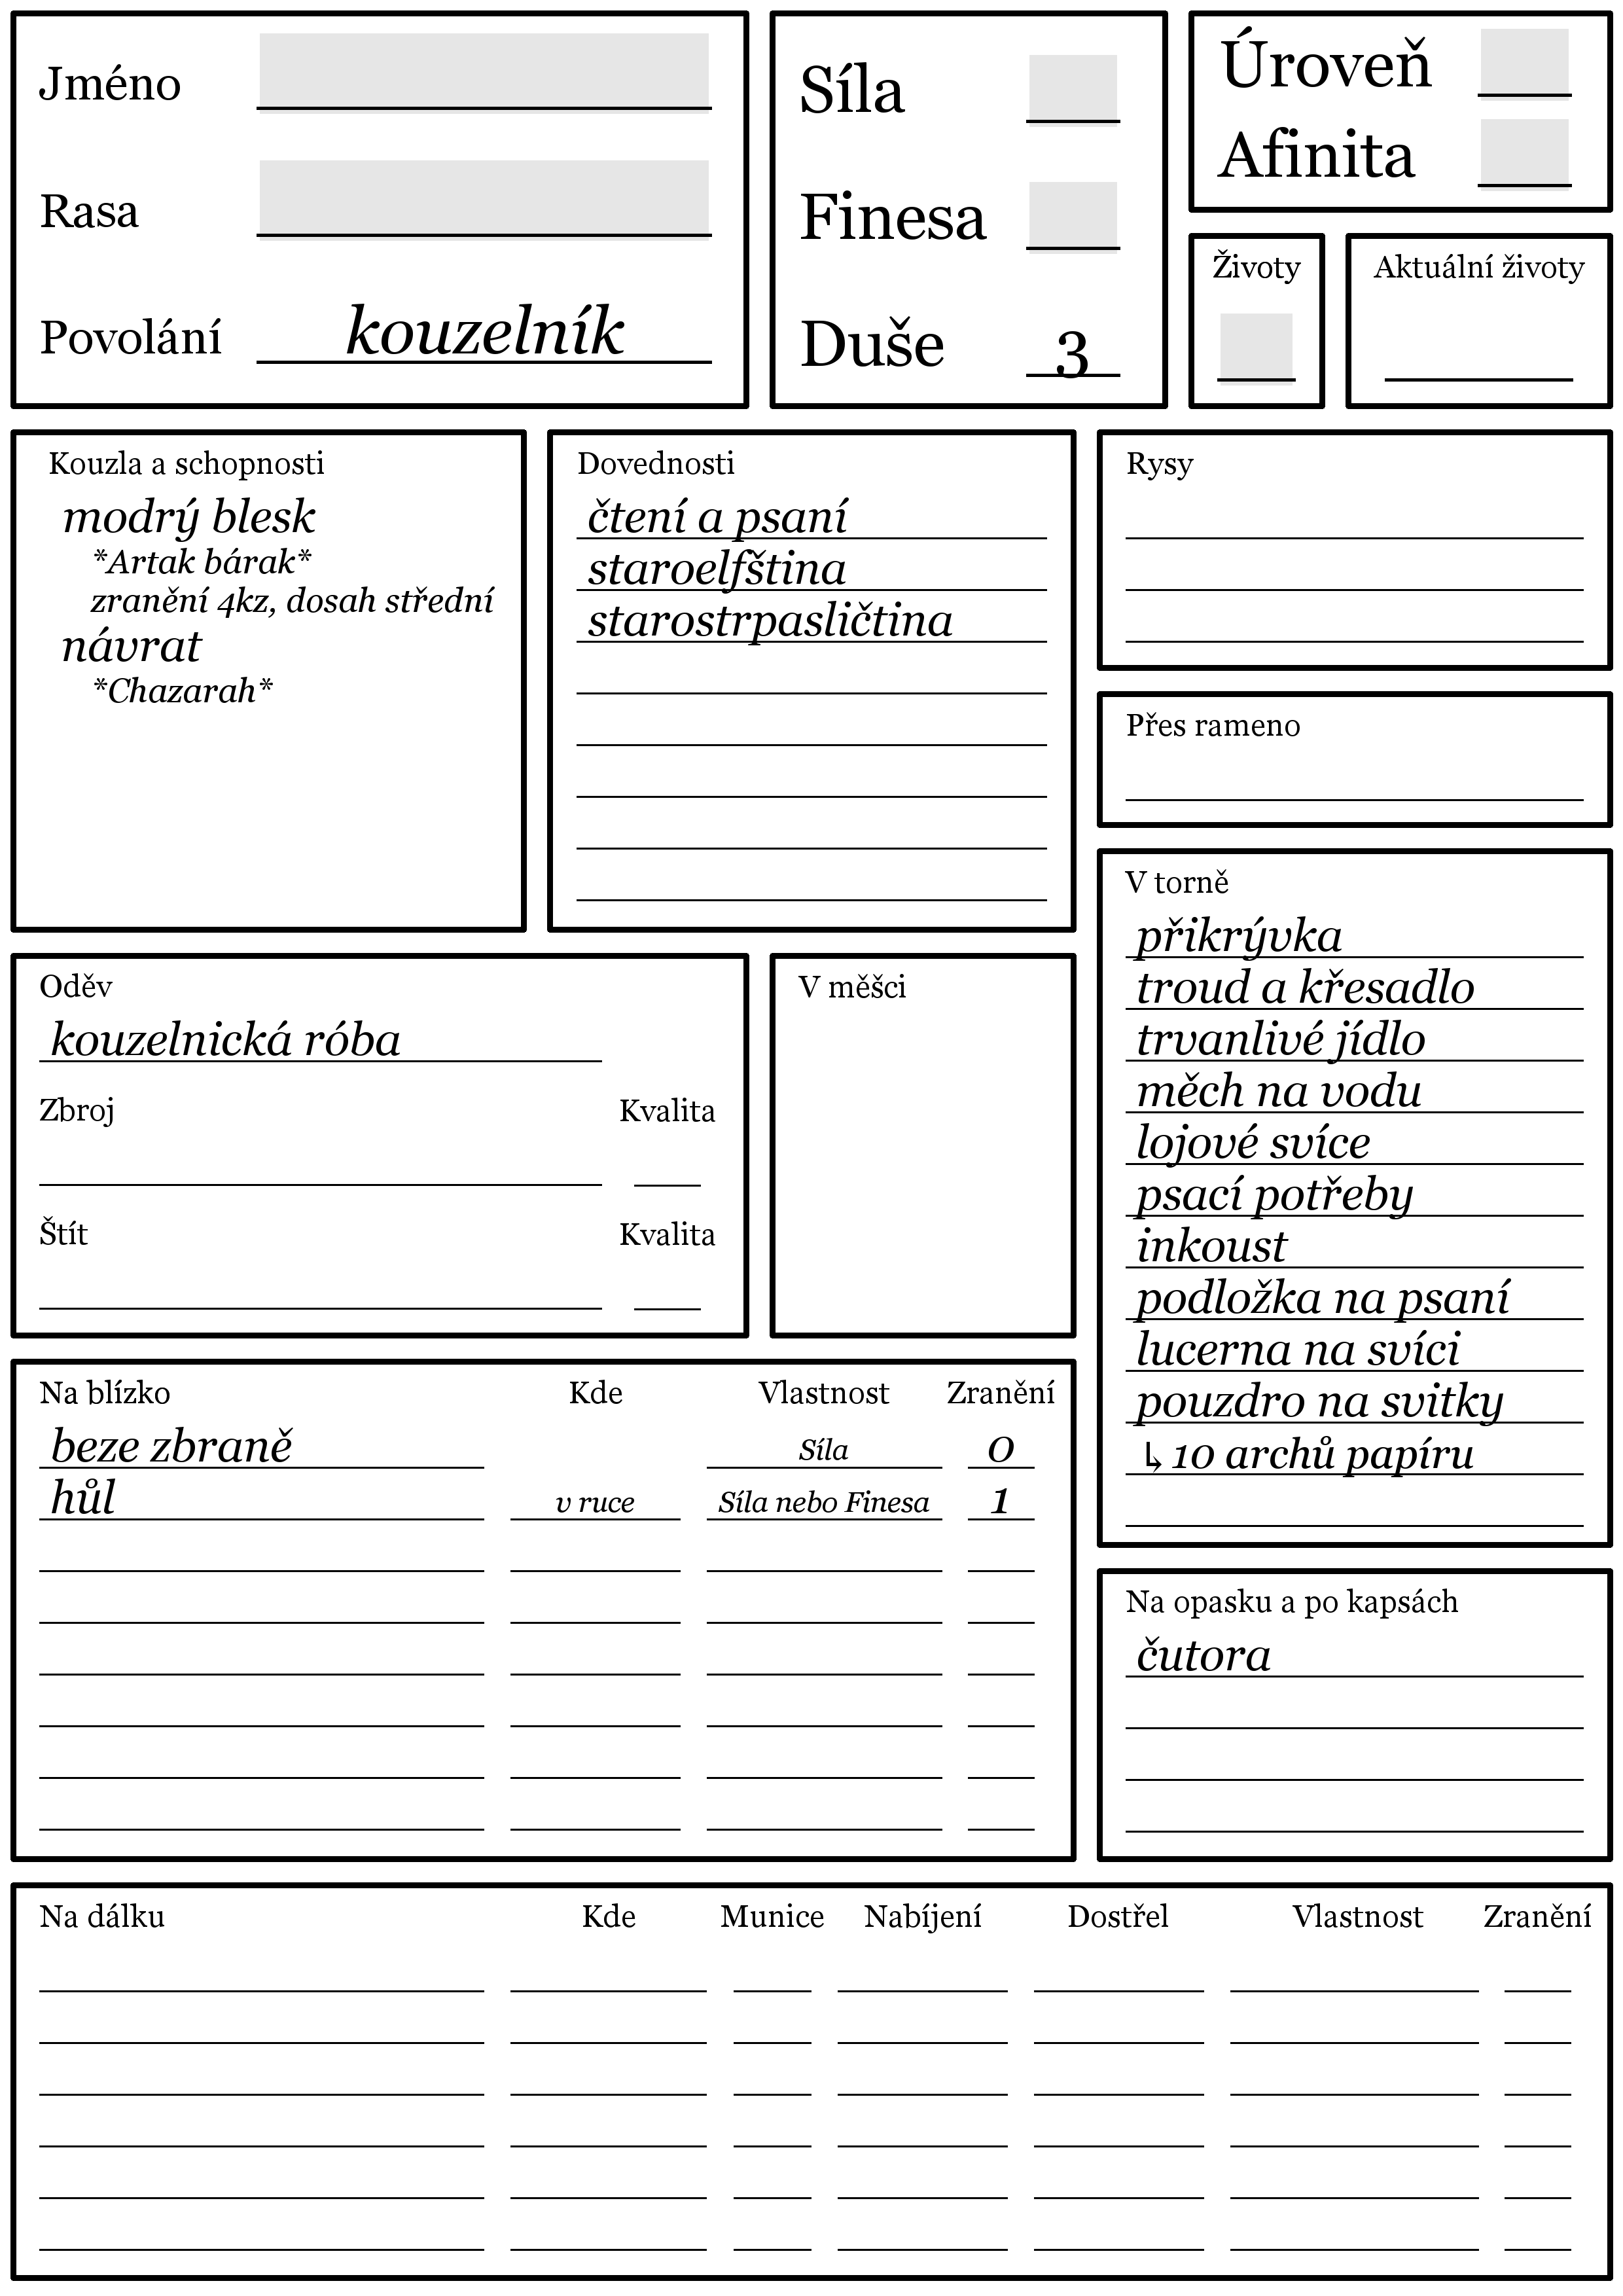 Jméno
Rasa
Povolání kouzelník
Síla
Finesa
Duše 3
Úroveň
Afinita
Životy
Aktuální životy
Kouzla a schopnosti
modrý blesk
*Artak bárak*
zranění 4kz, dosah střední
návrat
*Chazarah*
Dovednosti
čtení a psaní
staroelfština
starostrpasličtina
Rysy
Přes rameno
V torně
přikrývka
troud a křesadlo
trvanlivé jídlo
měch na vodu
lojové svíce
psací potřeby
inkoust
podložka na psaní
lucerna na svíci
pouzdro na svitky
↳10 archů papíru
Oděv
kouzelnická róba
Zbroj Kvalita
Štít Kvalita
V měšci
Na blízko Kde Vlastnost Zranění
beze zbraně Síla 0
hůl v ruce Síla nebo Finesa 1
Na opasku a po kapsách
čutora
Na dálku Kde Munice Nabíjení Dostřel Vlastnost Zranění